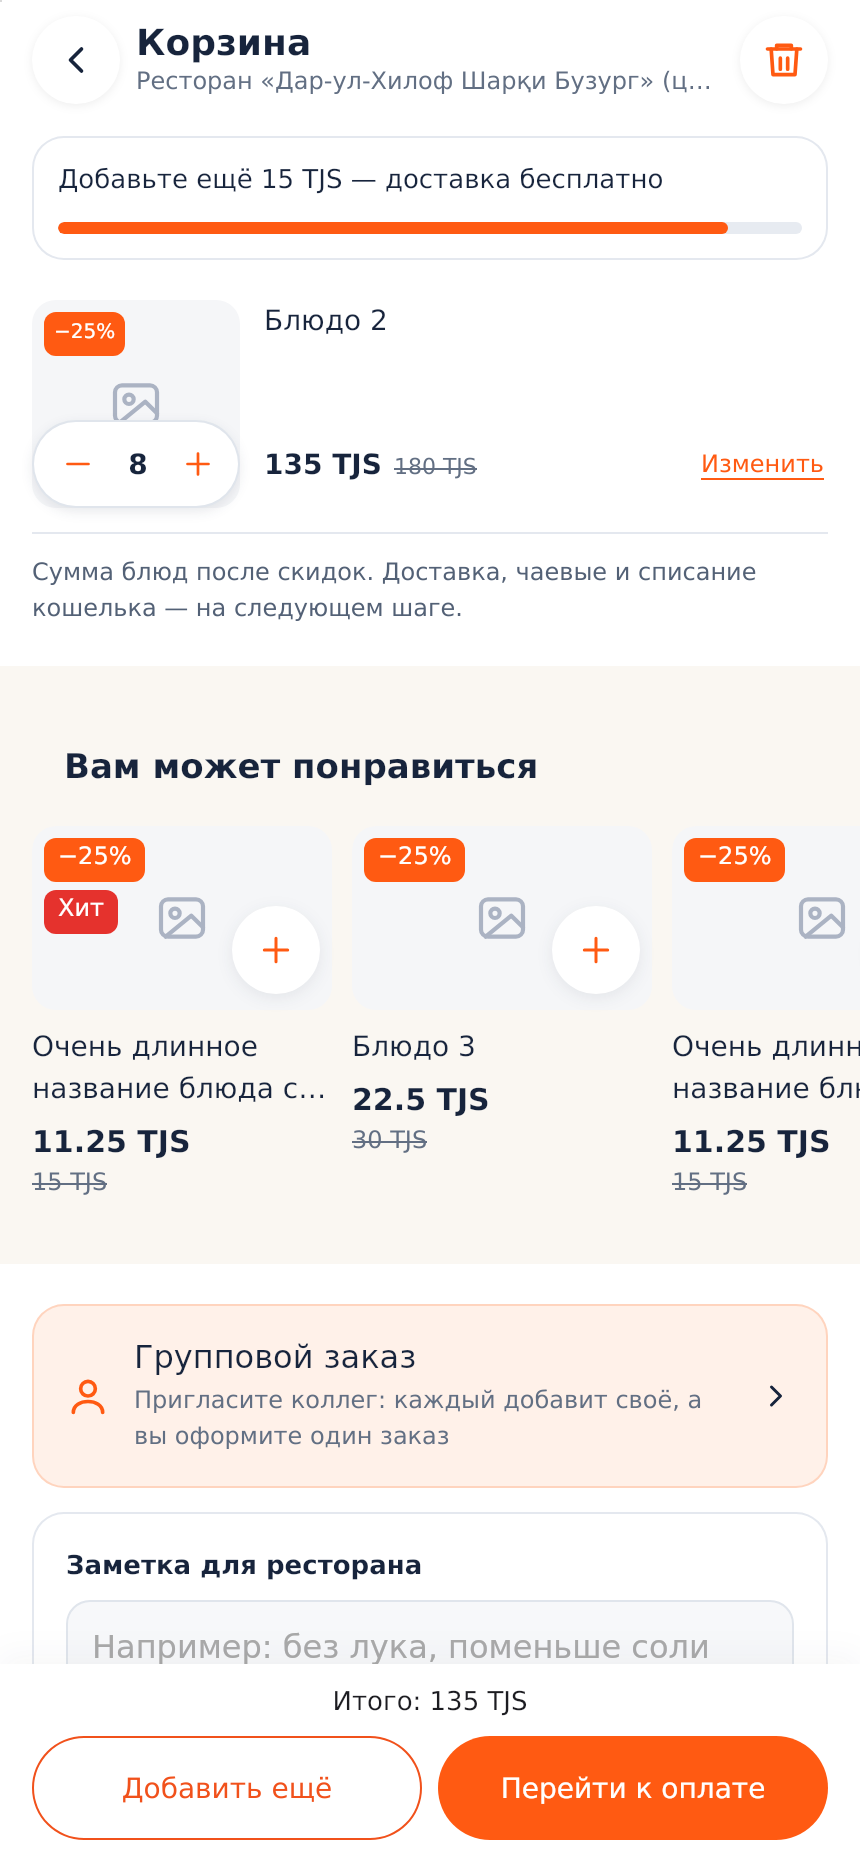 Корзина
Ресторан «Дар-ул-Хилоф Шарқи Бузург» (ц...
Добавьте ещё 15 TJS — доставка бесплатно
−25%
Блюдо 2
8
135 TJS 180 TJS
Изменить
Сумма блюд после скидок. Доставка, чаевые и списание
кошелька — на следующем шаге.
Вам может понравиться
−25%
Хит
Очень длинное
название блюда с...
11.25 TJS
15 TJS
−25%
Блюдо 3
22.5 TJS
30 TJS
−25%
Очень длинн
название бл
11.25 TJS
15 TJS
Групповой заказ
Пригласите коллег: каждый добавит своё, а
вы оформите один заказ
Заметка для ресторана
Например: без лука, поменьше соли
Итого: 135 TJS
Добавить ещё
Перейти к оплате